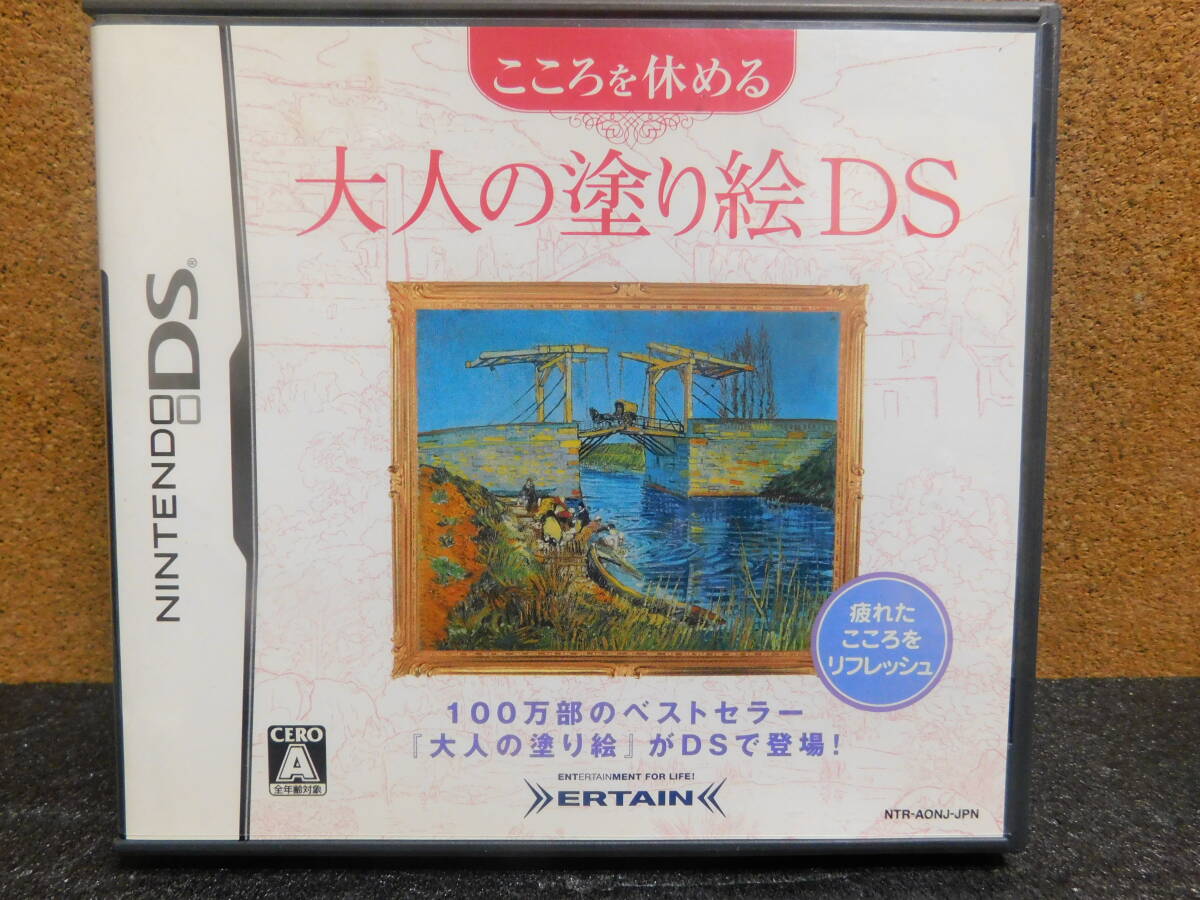 こころを休める
大人の塗り絵DS
NINTENDO DS®
疲れた
こころを
リフレッシュ
100万部のベストセラー
『大人の塗り絵』がDSで登場!
CERO
A
全年齢対象
ENTERTAINMENT FOR LIFE!
ERTAIN
NTR-AONJ-JPN